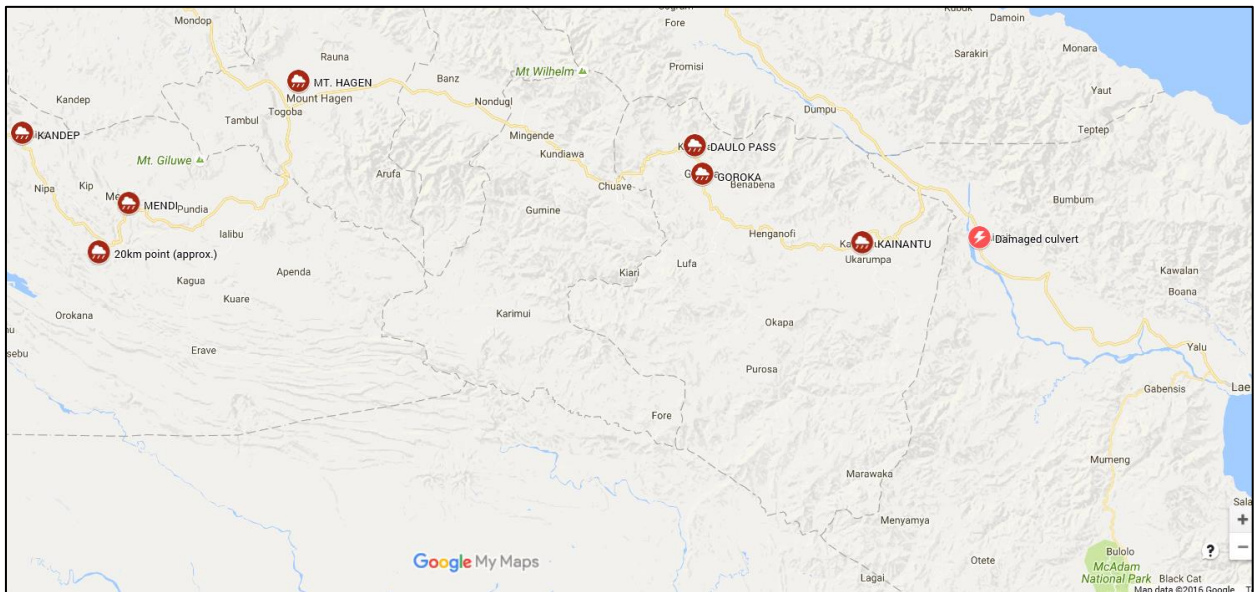 Mondop
Fore
Damoin
Rauna
Mt Wilhelm
Promisi
Sarakiri
Monara
MT. HAGEN
Banz
Yaut
Kandep
Mount Hagen
Nondugl
Dumpu
Togoba
Tambul
Teptep
KANDEP
Mingende
DAULO PASS
Mt. Giluwe
Kundiawa
Arufa
GOROKA
Nipa
Kip
Chuave
Benabena
Bumbum
MENDI
Pundia
Gumine
Ialibu
Henganofi
KAINANTU
Damaged culvert
20km point (approx.)
Ukarumpa
Lufa
Apenda
Kiari
Kawalan
Kagua
Boana
Kuare
Orokana
Karimui
Okapa
Erave
Yalu
Purosa
Gabensis
Lae
Fore
Mumeng
Marawaka
Menyamya
Google My Maps
Otete
Bulolo
McAdam
National Park
Black Cat
Lagai
Map data ©2016 Google